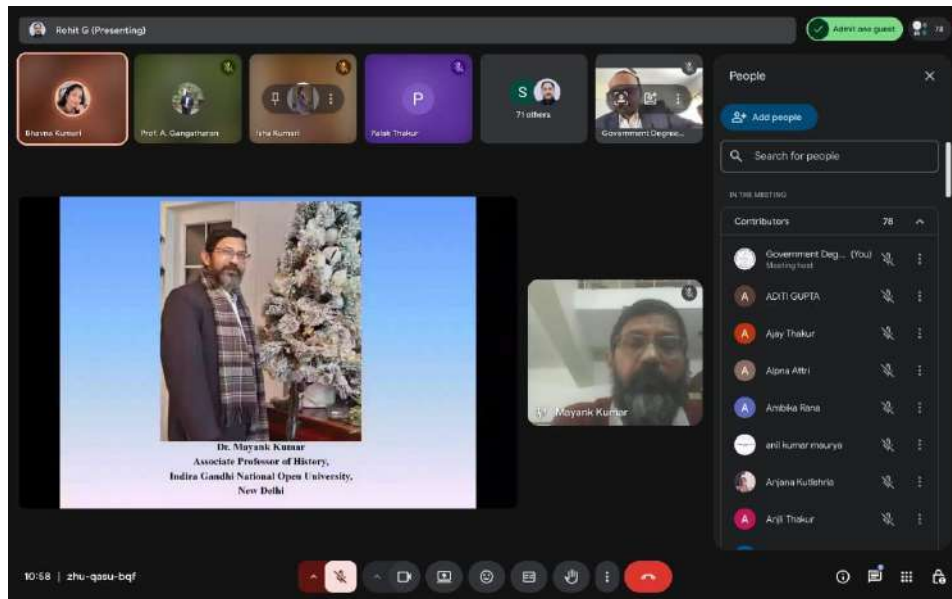 Rohit G (Presenting)
Admit one guest
78
Bhavna Kumari
Prof. A. Gangatharan
Isha Kumari
P
Palak Thakur
S
71 others
Government Degree...
People
Add people
Search for people
IN THE MEETING
Contributors 78
Government Deg... (You)
Meeting host
A ADITI GUPTA
A Ajay Thakur
A Alpna Attri
A Ambika Rana
anil kumar maurya
Anjana Kutlehria
A Anjli Thakur
Mayank Kumar
Dr. Mayank Kumar
Associate Professor of History,
Indira Gandhi National Open University,
New Delhi
10:58 | zhu-qasu-bqf